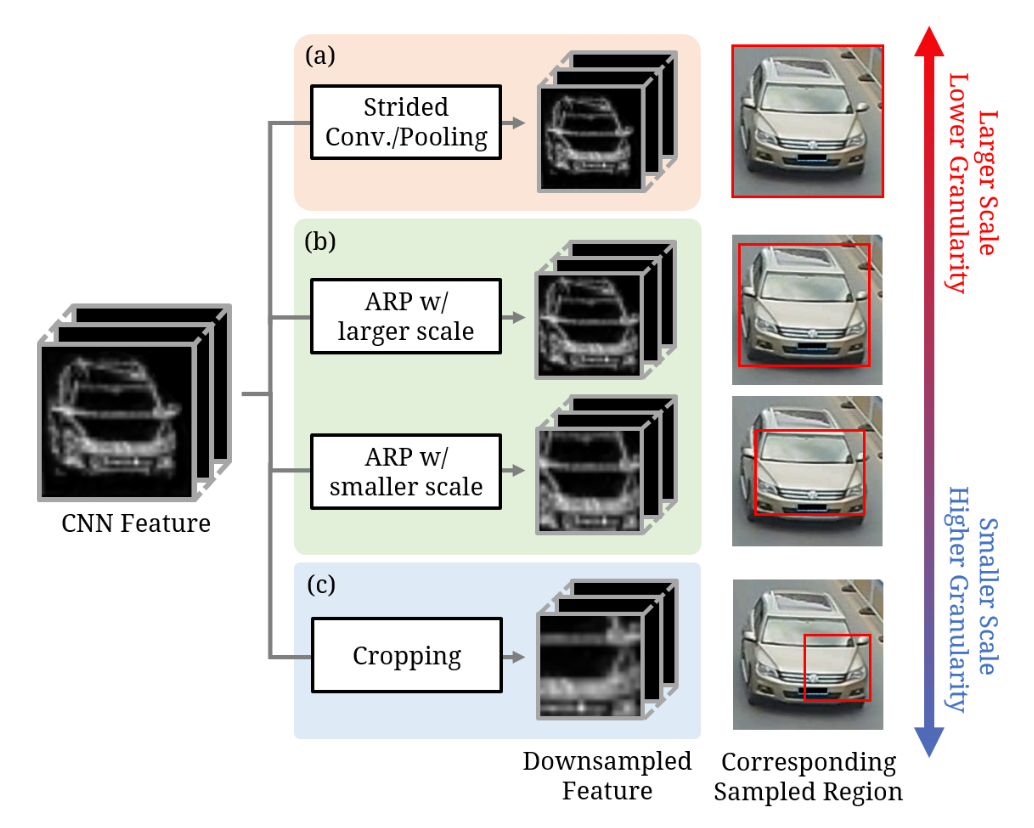 (a)
Strided
Conv./Pooling
(b)
ARP w/
larger scale
ARP w/
smaller scale
(c)
Cropping
CNN Feature
Downsampled
Feature
Corresponding
Sampled Region
Larger Scale
Lower Granularity
Smaller Scale
Higher Granularity